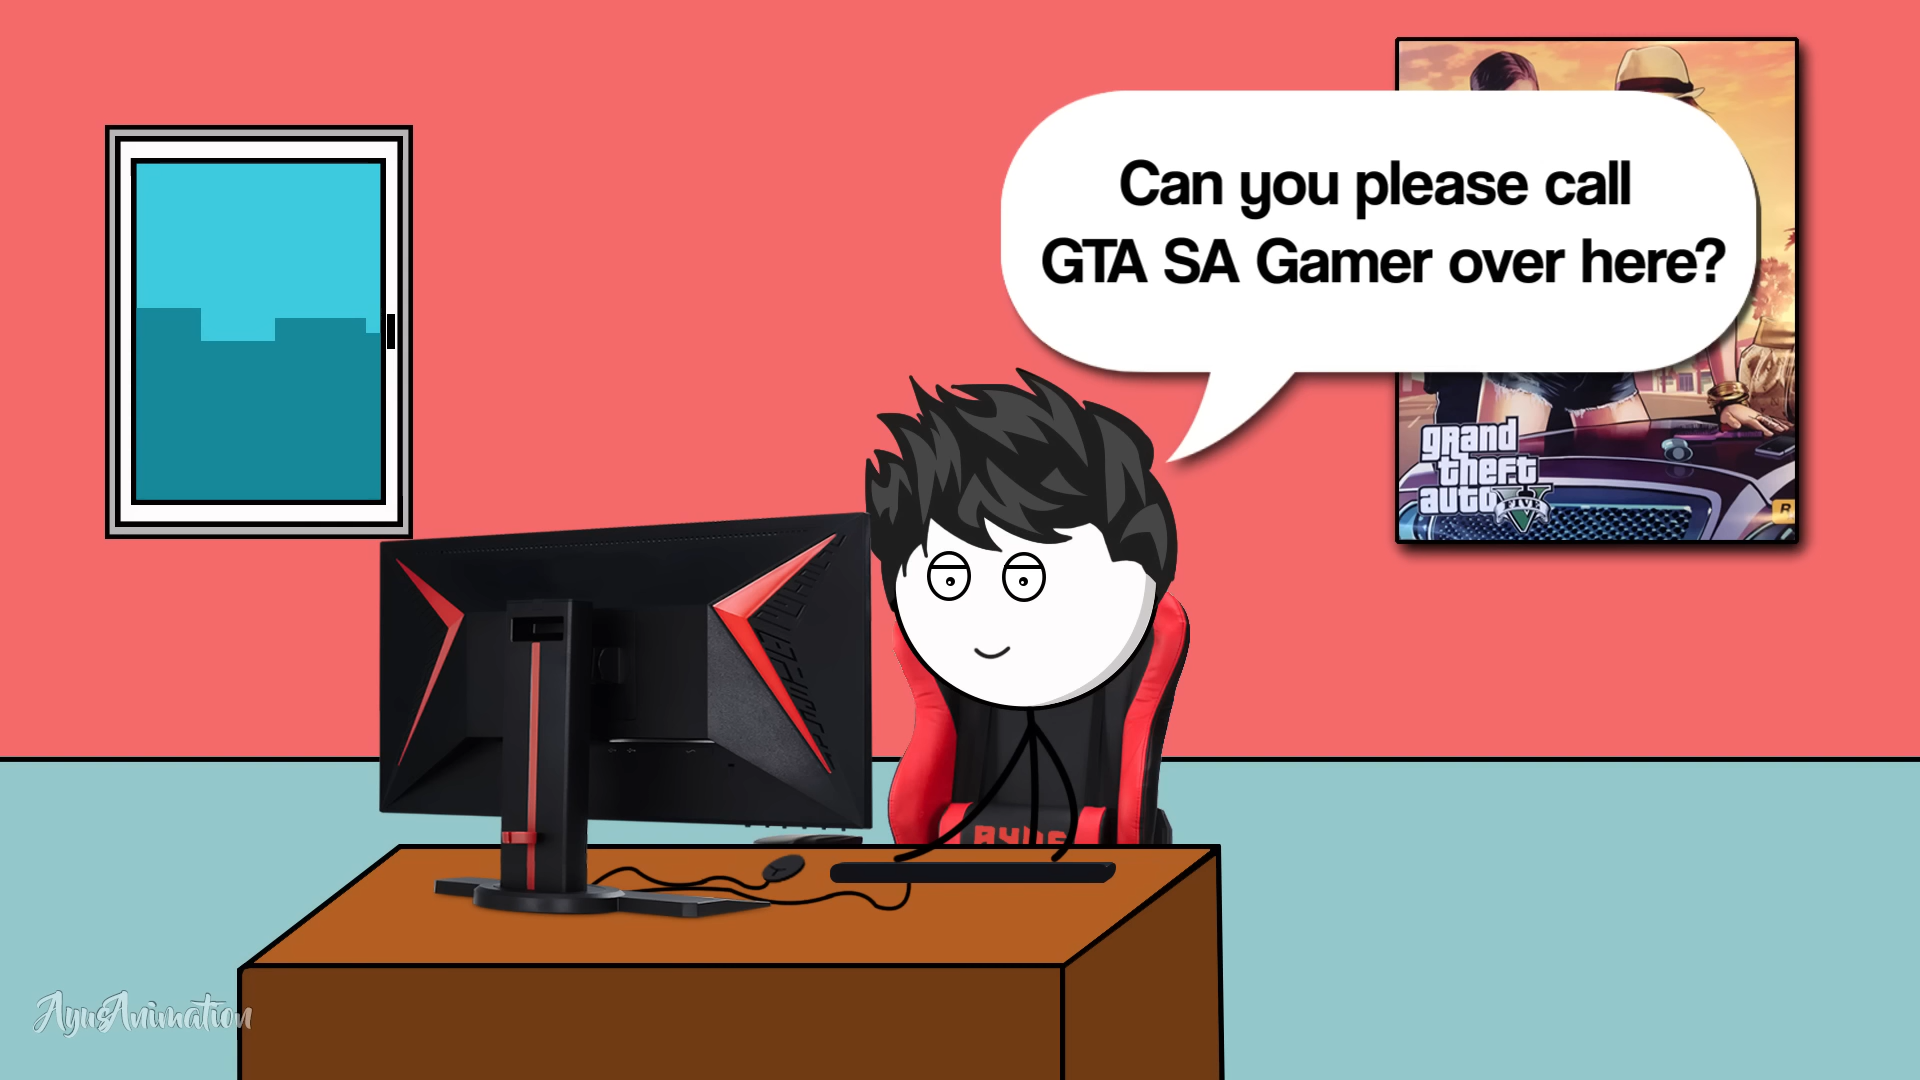 Can you please call
GTA SA Gamer over here?
grand
theft
auto
FIVE
R
AyusAnimation